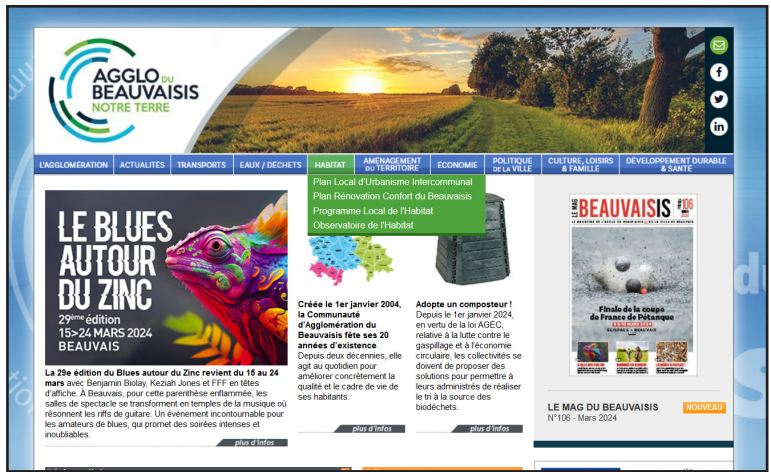 AGGLO DU
BEAUVAISIS
NOTRE TERRE
L'AGGLOMÉRATION
ACTUALITÉS
TRANSPORTS
EAUX / DÉCHETS
HABITAT
AMÉNAGEMENT
DU TERRITOIRE
ÉCONOMIE
POLITIQUE
DE LA VILLE
CULTURE, LOISIRS
& FAMILLE
DÉVELOPPEMENT DURABLE
& SANTÉ
Plan Local d'Urbanisme Intercommunal
Plan Rénovation Confort du Beauvaisis
Programme Local de l'Habitat
Observatoire de l'Habitat
LE BLUES
AUTOUR
DU ZINC
29ème édition
15>24 MARS 2024
BEAUVAIS
La 29e édition du Blues autour du Zinc revient du 15 au 24
mars avec Benjamin Biolay, Keziah Jones et FFF en têtes
d'affiche. À Beauvais, pour cette parenthèse enflammée, les
salles de spectacle se transforment en temples de la musique où
résonnent les riffs de guitare. Un événement incontournable pour
les amateurs de blues, qui promet des soirées intenses et
inoubliables.
plus d'infos
Créée le 1er janvier 2004,
la Communauté
d'Agglomération du
Beauvaisis fête ses 20
années d'existence.
Depuis deux décennies, elle
agit au quotidien pour
améliorer concrètement la
qualité et le cadre de vie de
ses habitants.
plus d'infos
Adopte un composteur !
Depuis le 1er janvier 2024,
en vertu de la loi AGEC,
relative à la lutte contre le
gaspillage et à l'économie
circulaire, les collectivités se
doivent de proposer des
solutions pour permettre à
leurs administrés de réaliser
le tri à la source des
biodéchets.
plus d'infos
LE MAG DU
BEAUVAISIS
#106
Finale de la coupe
de France de Pétanque
LE MAG DU BEAUVAISIS
NOUVEAU
N°106 - Mars 2024